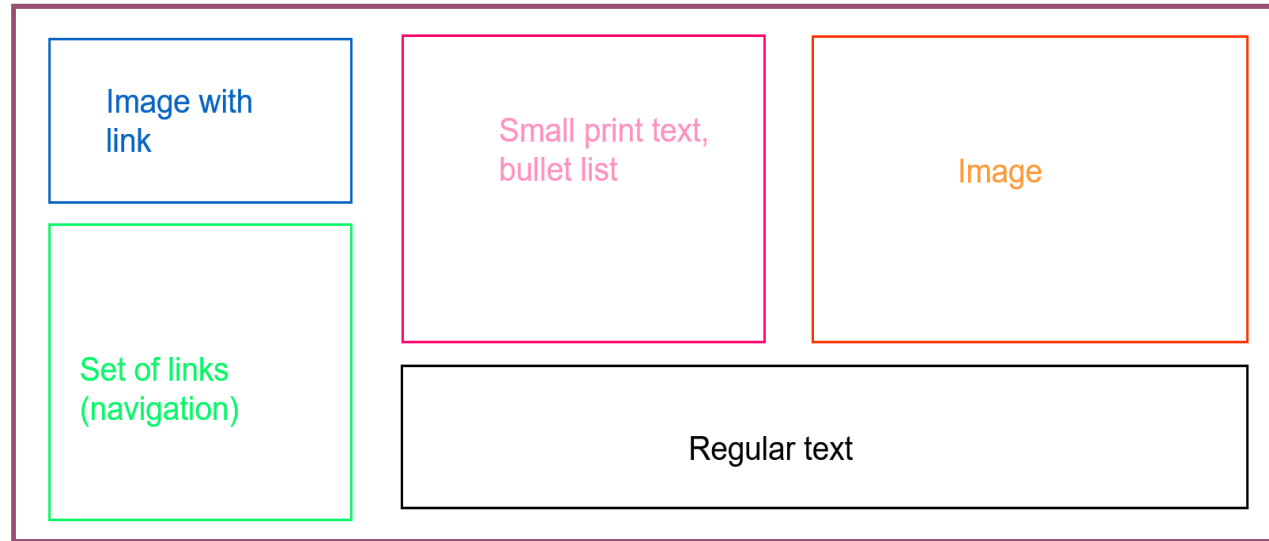 Image with
link
Small print text,
bullet list
Image
Set of links
(navigation)
Regular text